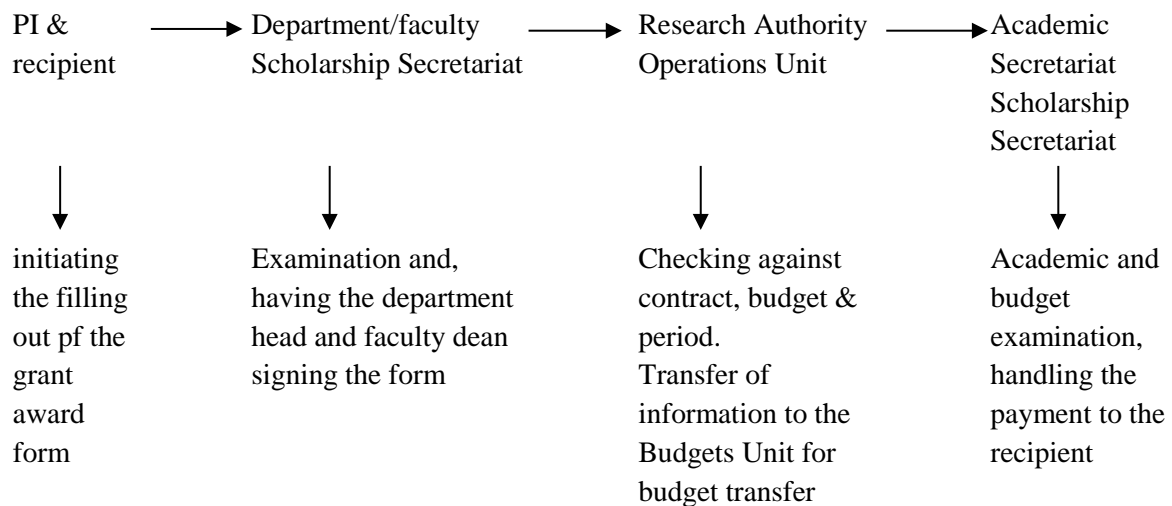 PI &
recipient
Department/faculty
Scholarship Secretariat
Research Authority
Operations Unit
Academic
Secretariat
Scholarship
Secretariat
initiating
the filling
out pf the
grant
award
form
Examination and,
having the department
head and faculty dean
signing the form
Checking against
contract, budget &
period.
Transfer of
information to the
Budgets Unit for
budget transfer
Academic and
budget
examination,
handling the
payment to the
recipient